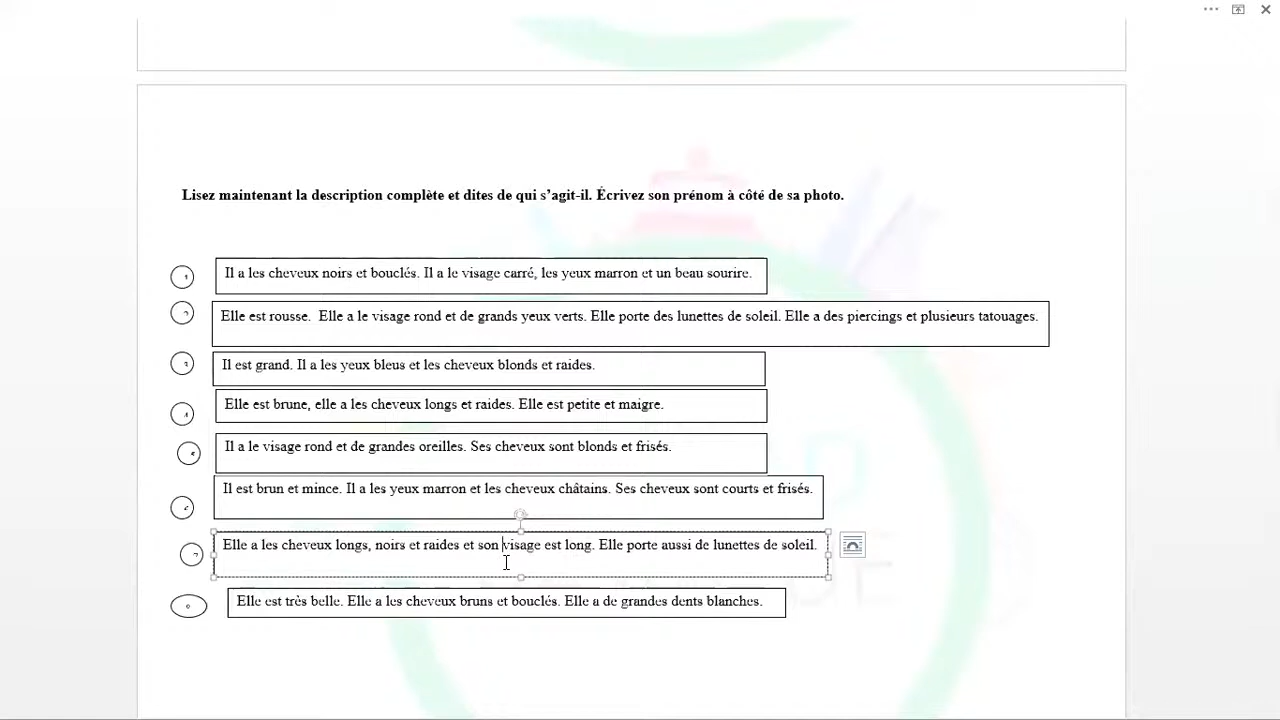 Lisez maintenant la description complète et dites de qui s’agit-il. Écrivez son prénom à côté de sa photo.
Il a les cheveux noirs et bouclés. Il a le visage carré, les yeux marron et un beau sourire.
Elle est rousse. Elle a le visage rond et de grands yeux verts. Elle porte des lunettes de soleil. Elle a des piercings et plusieurs tatouages.
Il est grand. Il a les yeux bleus et les cheveux blonds et raides.
Elle est brune, elle a les cheveux longs et raides. Elle est petite et maigre.
Il a le visage rond et de grandes oreilles. Ses cheveux sont blonds et frisés.
Il est brun et mince. Il a les yeux marron et les cheveux châtains. Ses cheveux sont courts et frisés.
Elle a les cheveux longs, noirs et raides et son visage est long. Elle porte aussi de lunettes de soleil.
Elle est très belle. Elle a les cheveux bruns et bouclés. Elle a de grandes dents blanches.